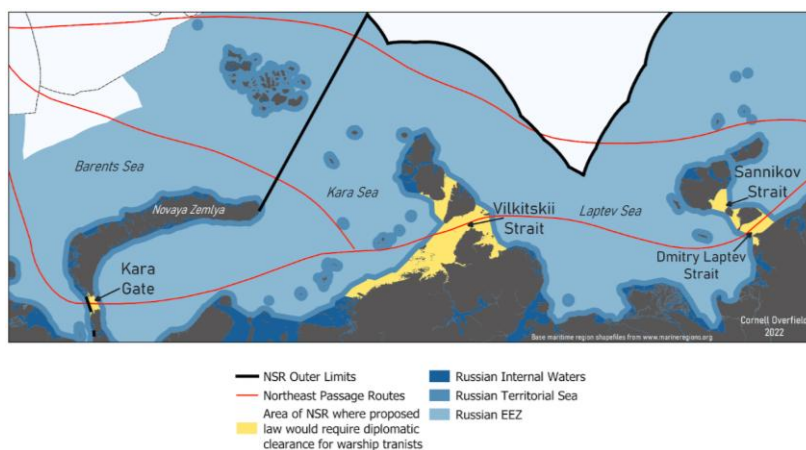 Barents Sea
Novaya Zemlya
Kara
Gate
Kara Sea
Vilkitskii
Strait
Laptev Sea
Sannikov
Strait
Dmitry Laptev
Strait
Cornell Overfield
2022
Base maritime region shapefiles from www.marineregions.org
NSR Outer Limits
Northeast Passage Routes
Area of NSR where proposed
law would require diplomatic
clearance for warship tranists
Russian Internal Waters
Russian Territorial Sea
Russian EEZ